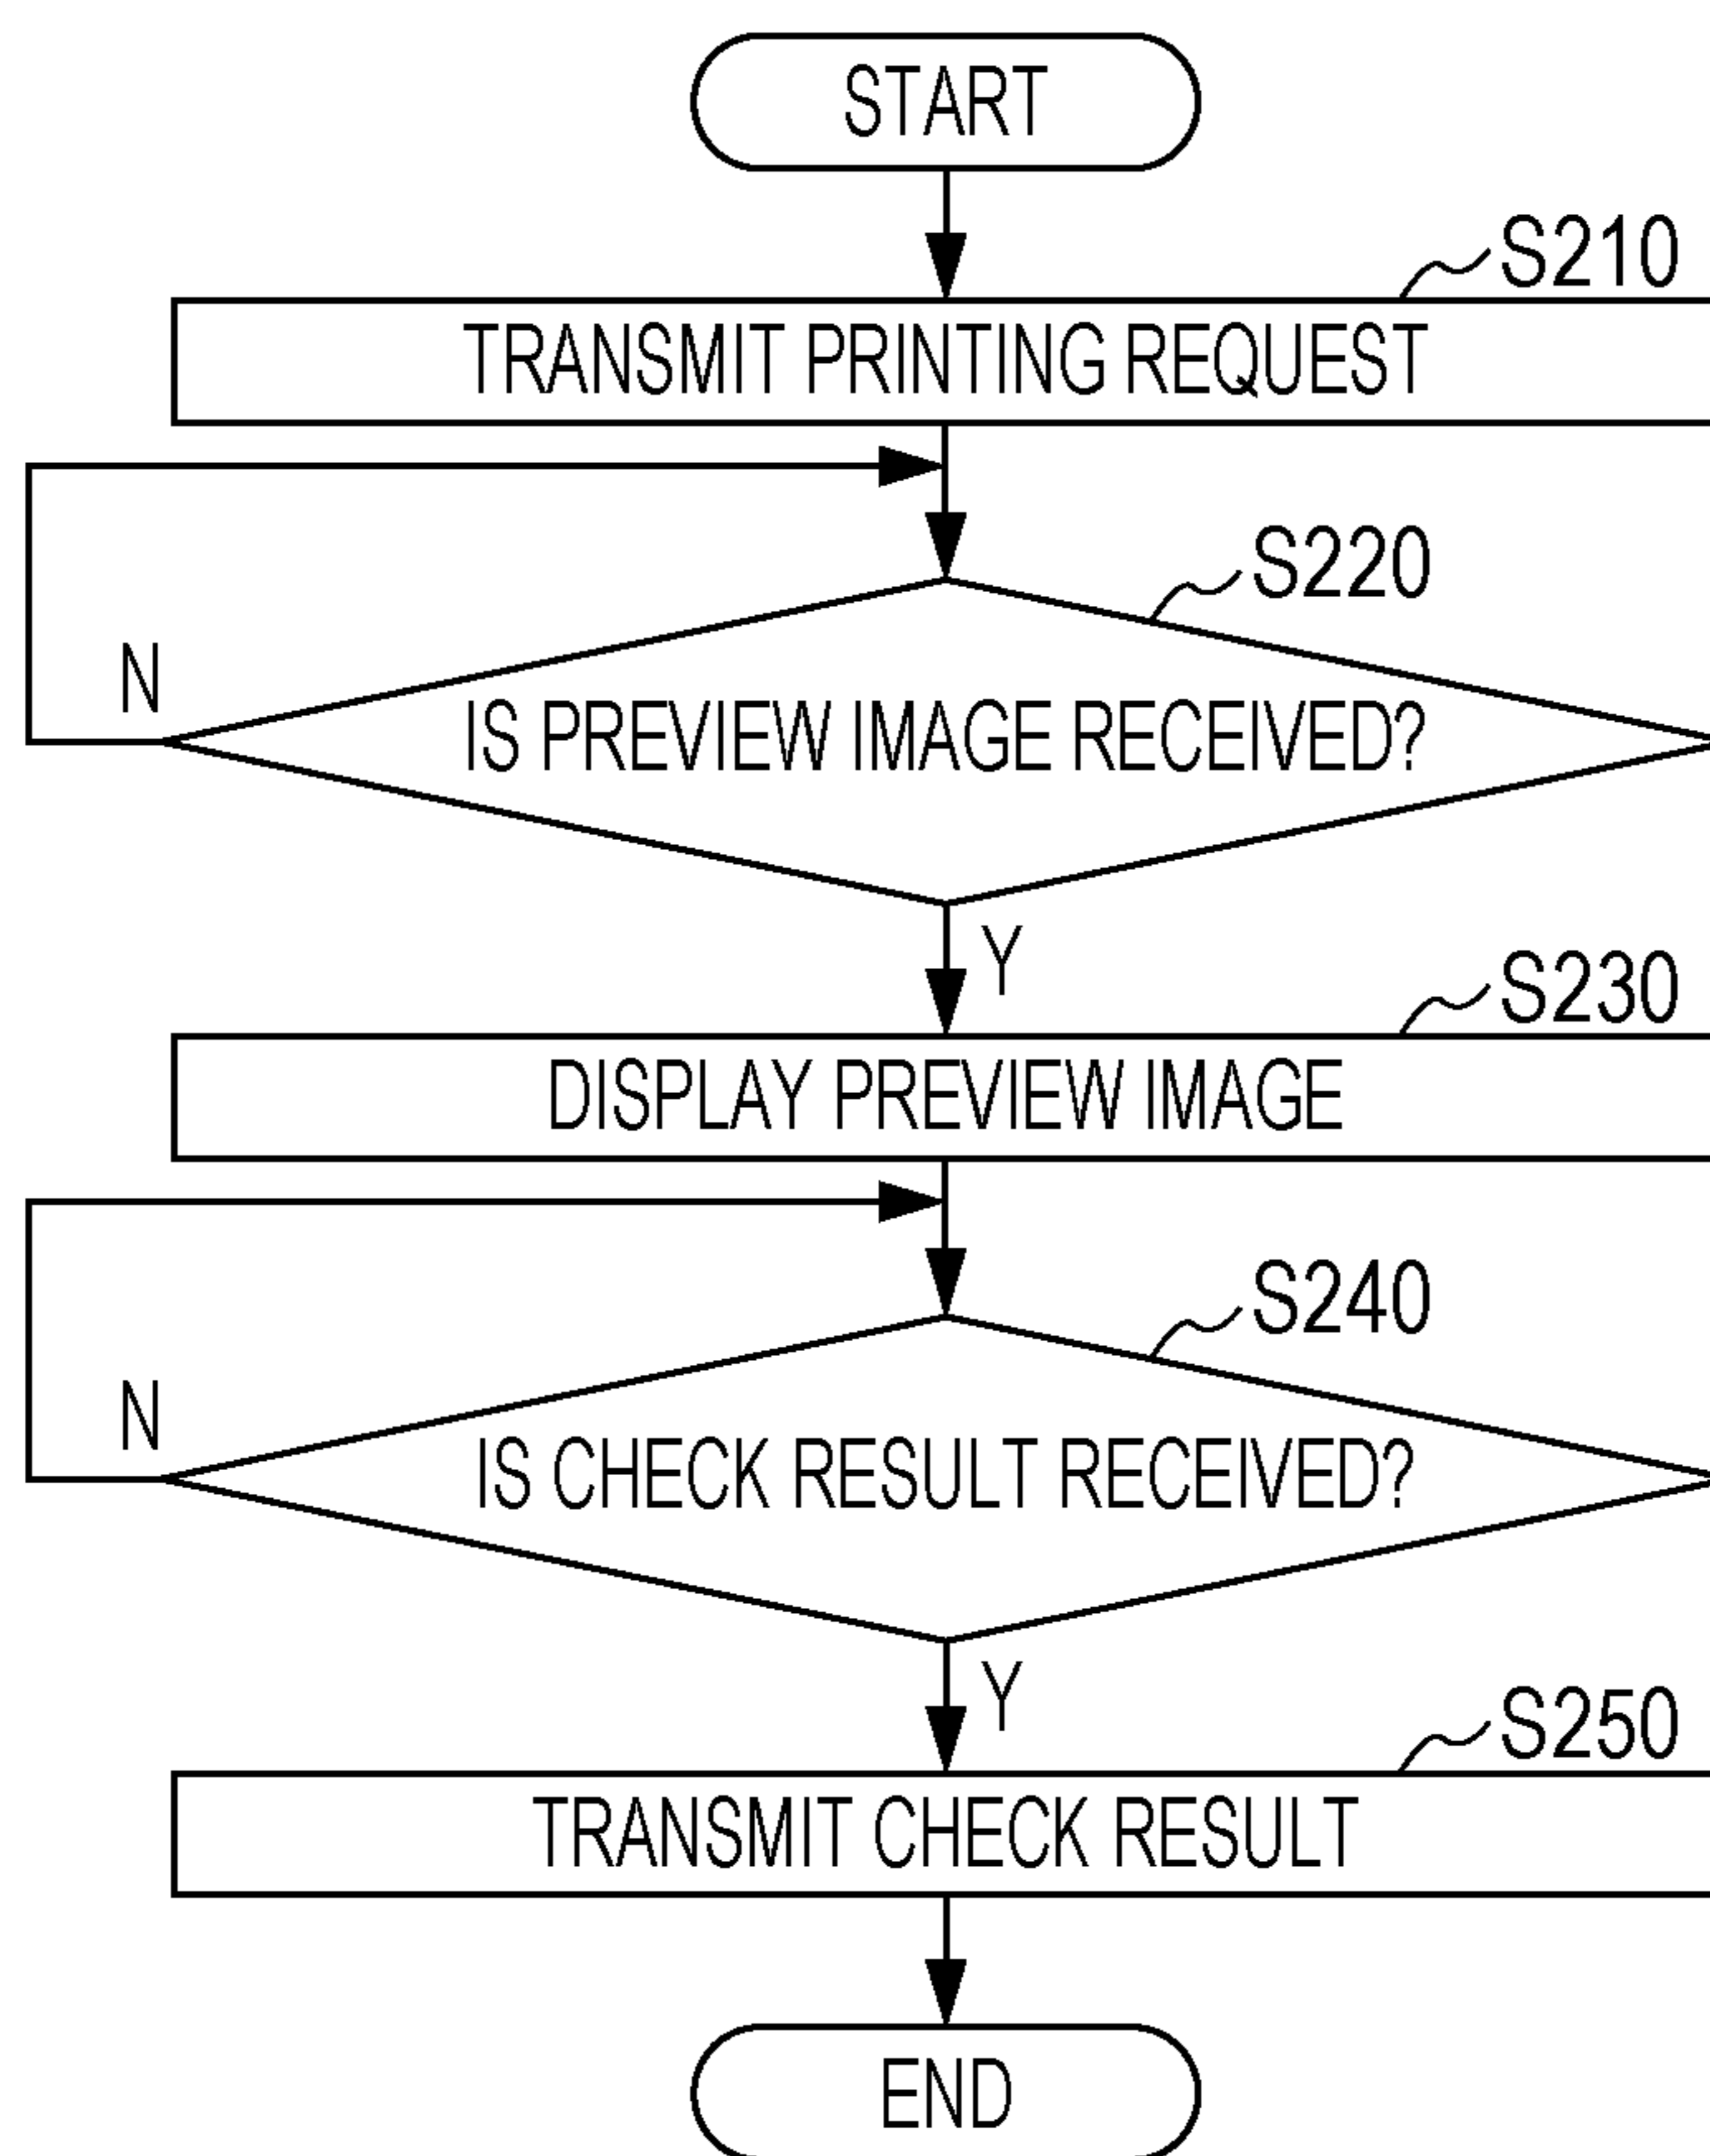 START
S210
TRANSMIT PRINTING REQUEST
S220
N
IS PREVIEW IMAGE RECEIVED?
Y
S230
DISPLAY PREVIEW IMAGE
S240
N
IS CHECK RESULT RECEIVED?
Y
S250
TRANSMIT CHECK RESULT
END